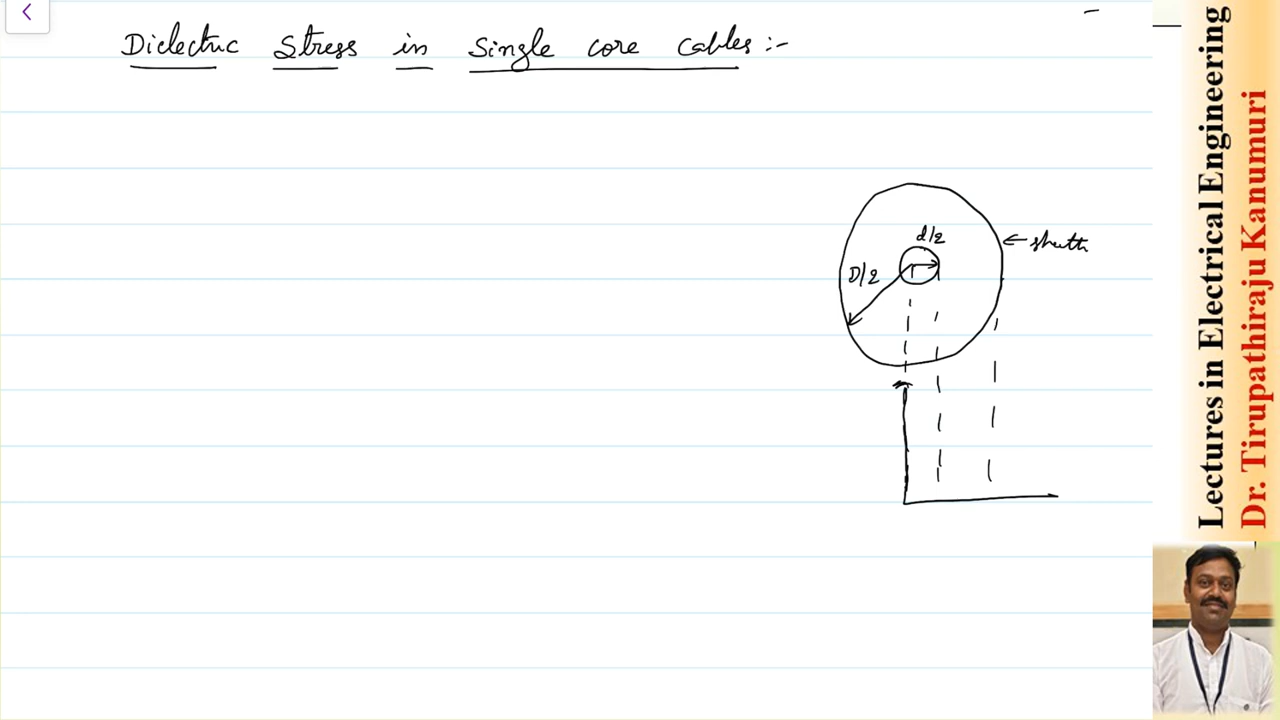 Dielectric Stress in Single core cables :-
d/2
← sheath
D/2
Lectures in Electrical Engineering
Dr. Tirupathiraju Kanumuri